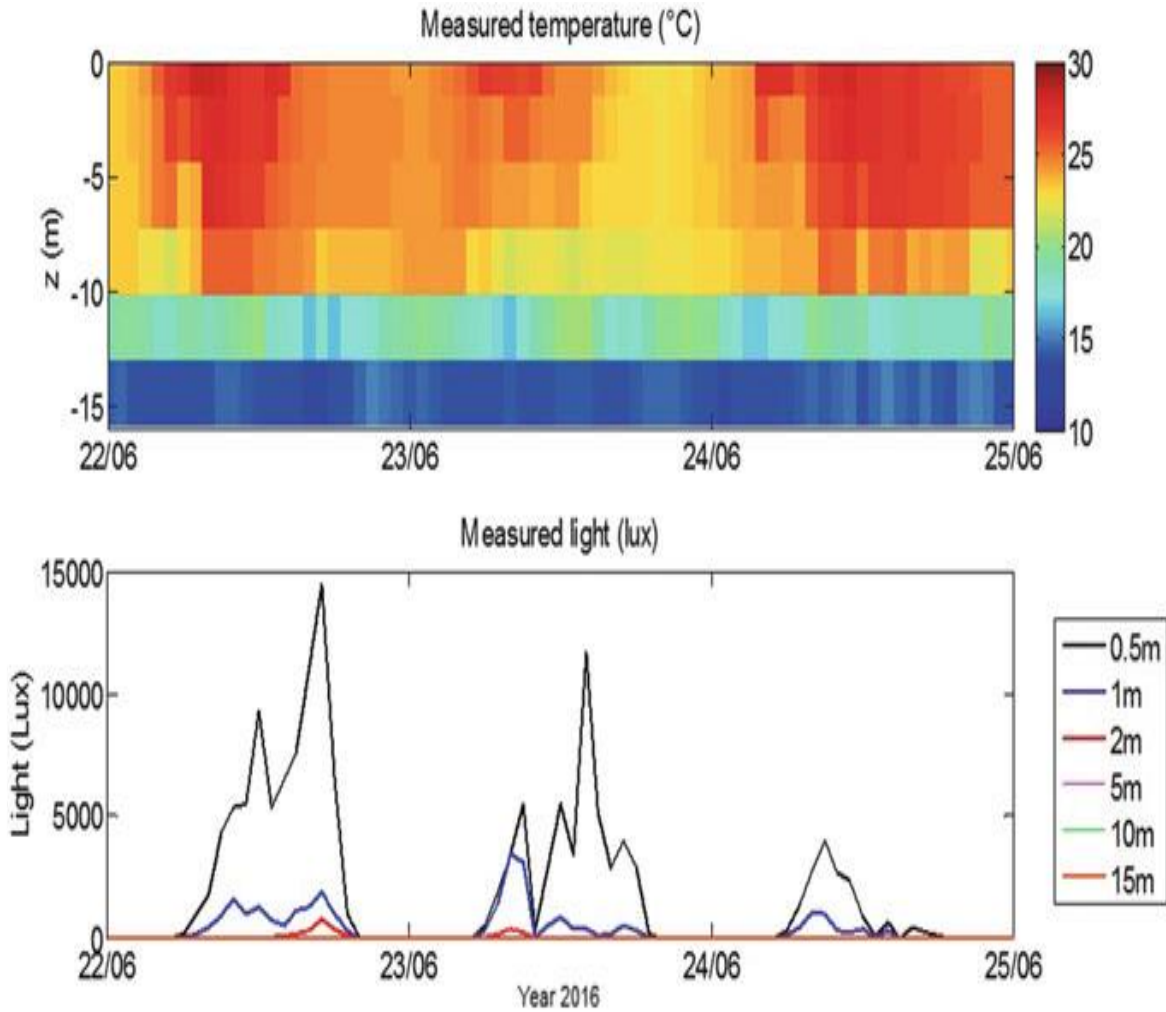 Measured temperature (°C)
0
-5
-10
-15
z (m)
22/06 23/06 24/06 25/06
30
25
20
15
10
Measured light (lux)
15000
10000
5000
0
Light (Lux)
22/06 23/06 24/06 25/06
Year 2016
0.5m
1m
2m
5m
10m
15m